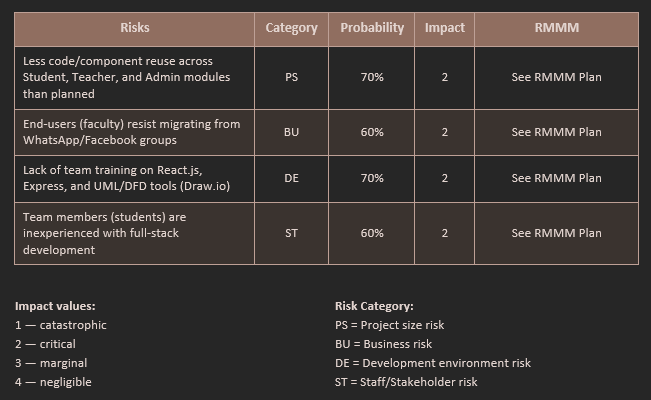 Risks Category Probability Impact RMMM
Less code/component reuse across
Student, Teacher, and Admin modules
than planned
PS 70% 2 See RMMM Plan
End-users (faculty) resist migrating from
WhatsApp/Facebook groups
BU 60% 2 See RMMM Plan
Lack of team training on React.js,
Express, and UML/DFD tools (Draw.io)
DE 70% 2 See RMMM Plan
Team members (students) are
inexperienced with full-stack
development
ST 60% 2 See RMMM Plan
Impact values:
1 — catastrophic
2 — critical
3 — marginal
4 — negligible
Risk Category:
PS = Project size risk
BU = Business risk
DE = Development environment risk
ST = Staff/Stakeholder risk